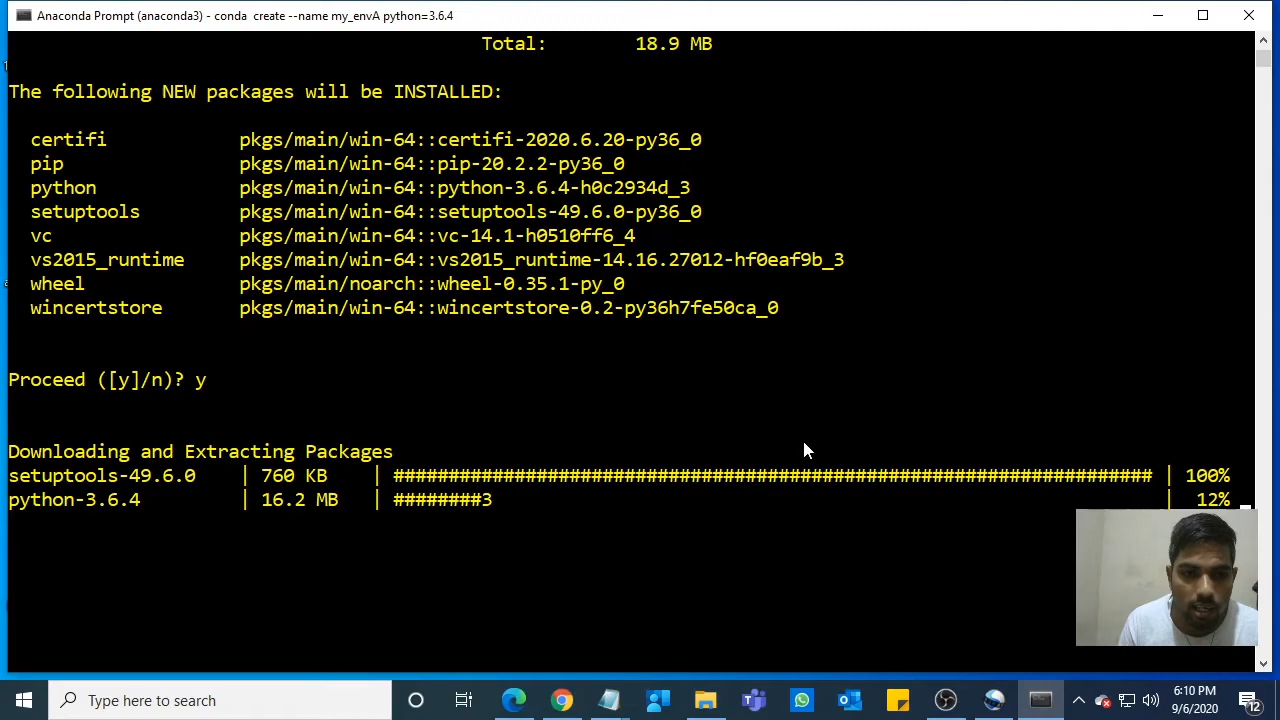 Anaconda Prompt (anaconda3) - conda  create --name my_envA python=3.6.4
Total:        18.9 MB
The following NEW packages will be INSTALLED:
certifi            pkgs/main/win-64::certifi-2020.6.20-py36_0
pip                pkgs/main/win-64::pip-20.2.2-py36_0
python             pkgs/main/win-64::python-3.6.4-h0c2934d_3
setuptools         pkgs/main/win-64::setuptools-49.6.0-py36_0
vc                 pkgs/main/win-64::vc-14.1-h0510ff6_4
vs2015_runtime     pkgs/main/win-64::vs2015_runtime-14.16.27012-hf0eaf9b_3
wheel              pkgs/main/noarch::wheel-0.35.1-py_0
wincertstore       pkgs/main/win-64::wincertstore-0.2-py36h7fe50ca_0
Proceed ([y]/n)? y
Downloading and Extracting Packages
setuptools-49.6.0    | 760 KB    | ##################################################################### | 100%
python-3.6.4         | 16.2 MB   | ########3                                                             |  12%
Type here to search
6:10 PM
9/6/2020
12